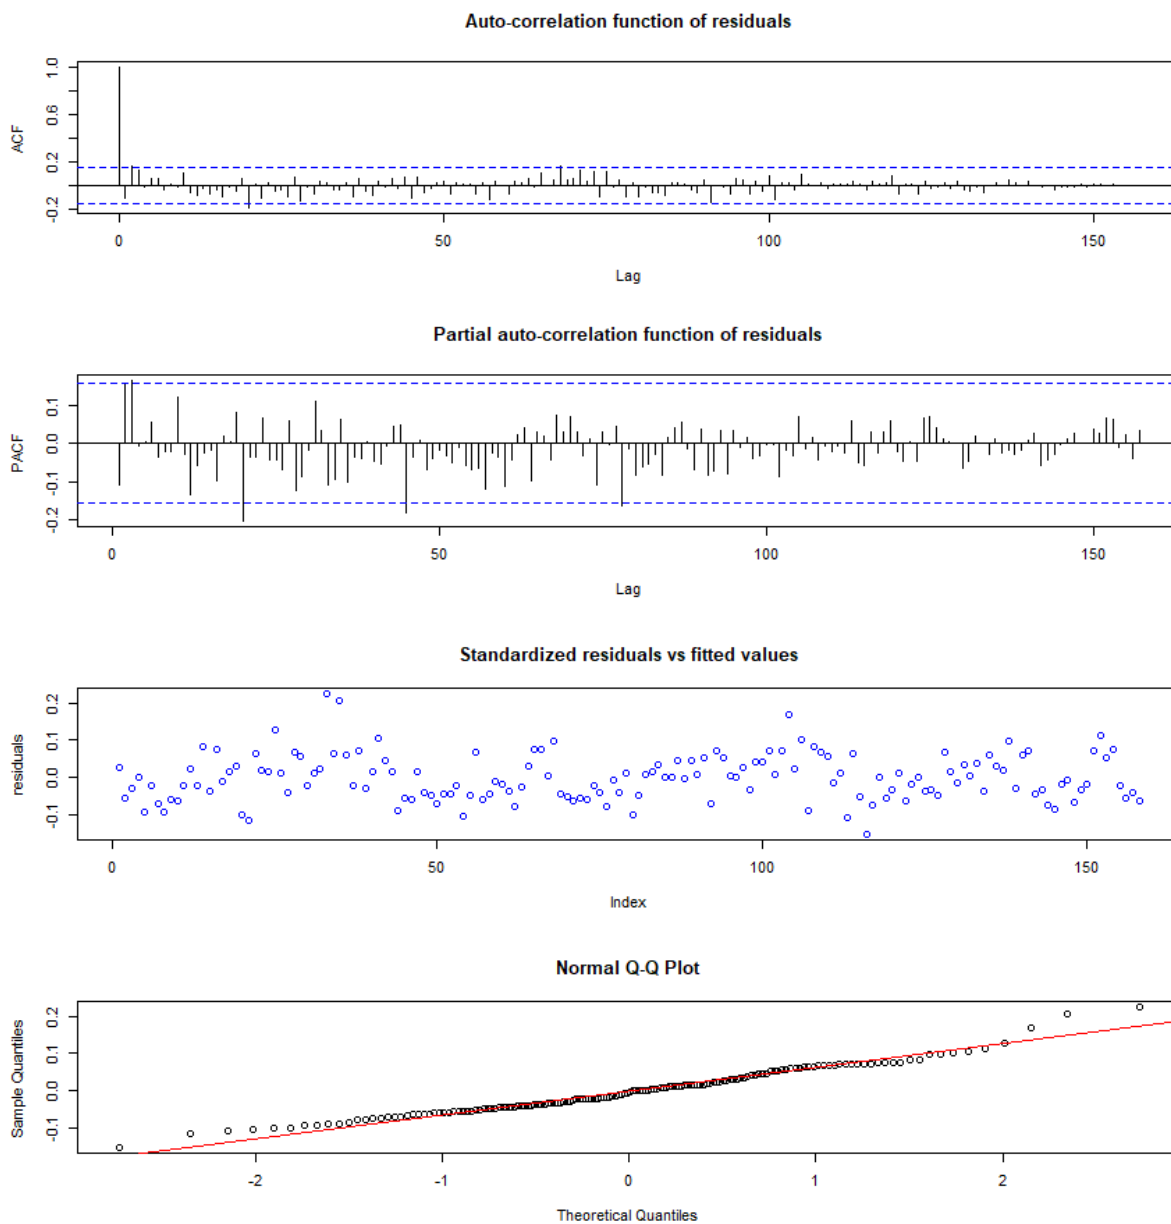 Auto-correlation function of residuals
ACF
1.0
0.6
0.2
-0.2
0 50 100 150
Lag
Partial auto-correlation function of residuals
PACF
0.1
0.0
-0.1
-0.2
0 50 100 150
Lag
Standardized residuals vs fitted values
residuals
0.2
0.1
0.0
-0.1
0 50 100 150
Index
Normal Q-Q Plot
Sample Quantiles
0.2
0.1
0.0
-0.1
-2 -1 0 1 2
Theoretical Quantiles